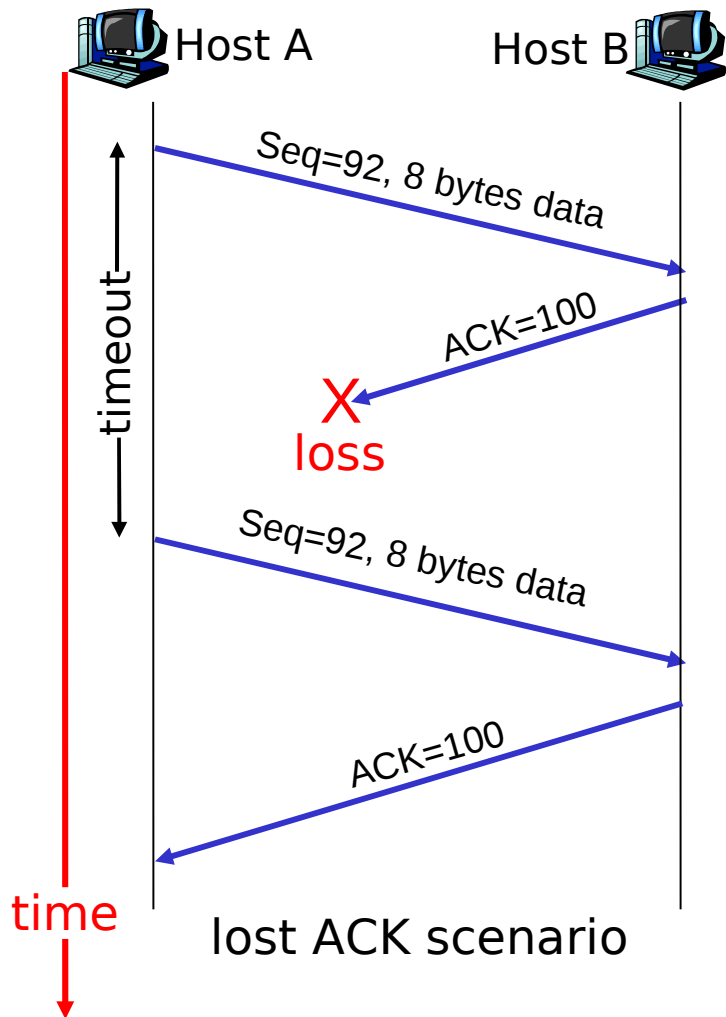 Host A
Host B
Seq=92, 8 bytes data
timeout
ACK=100
X
loss
Seq=92, 8 bytes data
ACK=100
time
lost ACK scenario